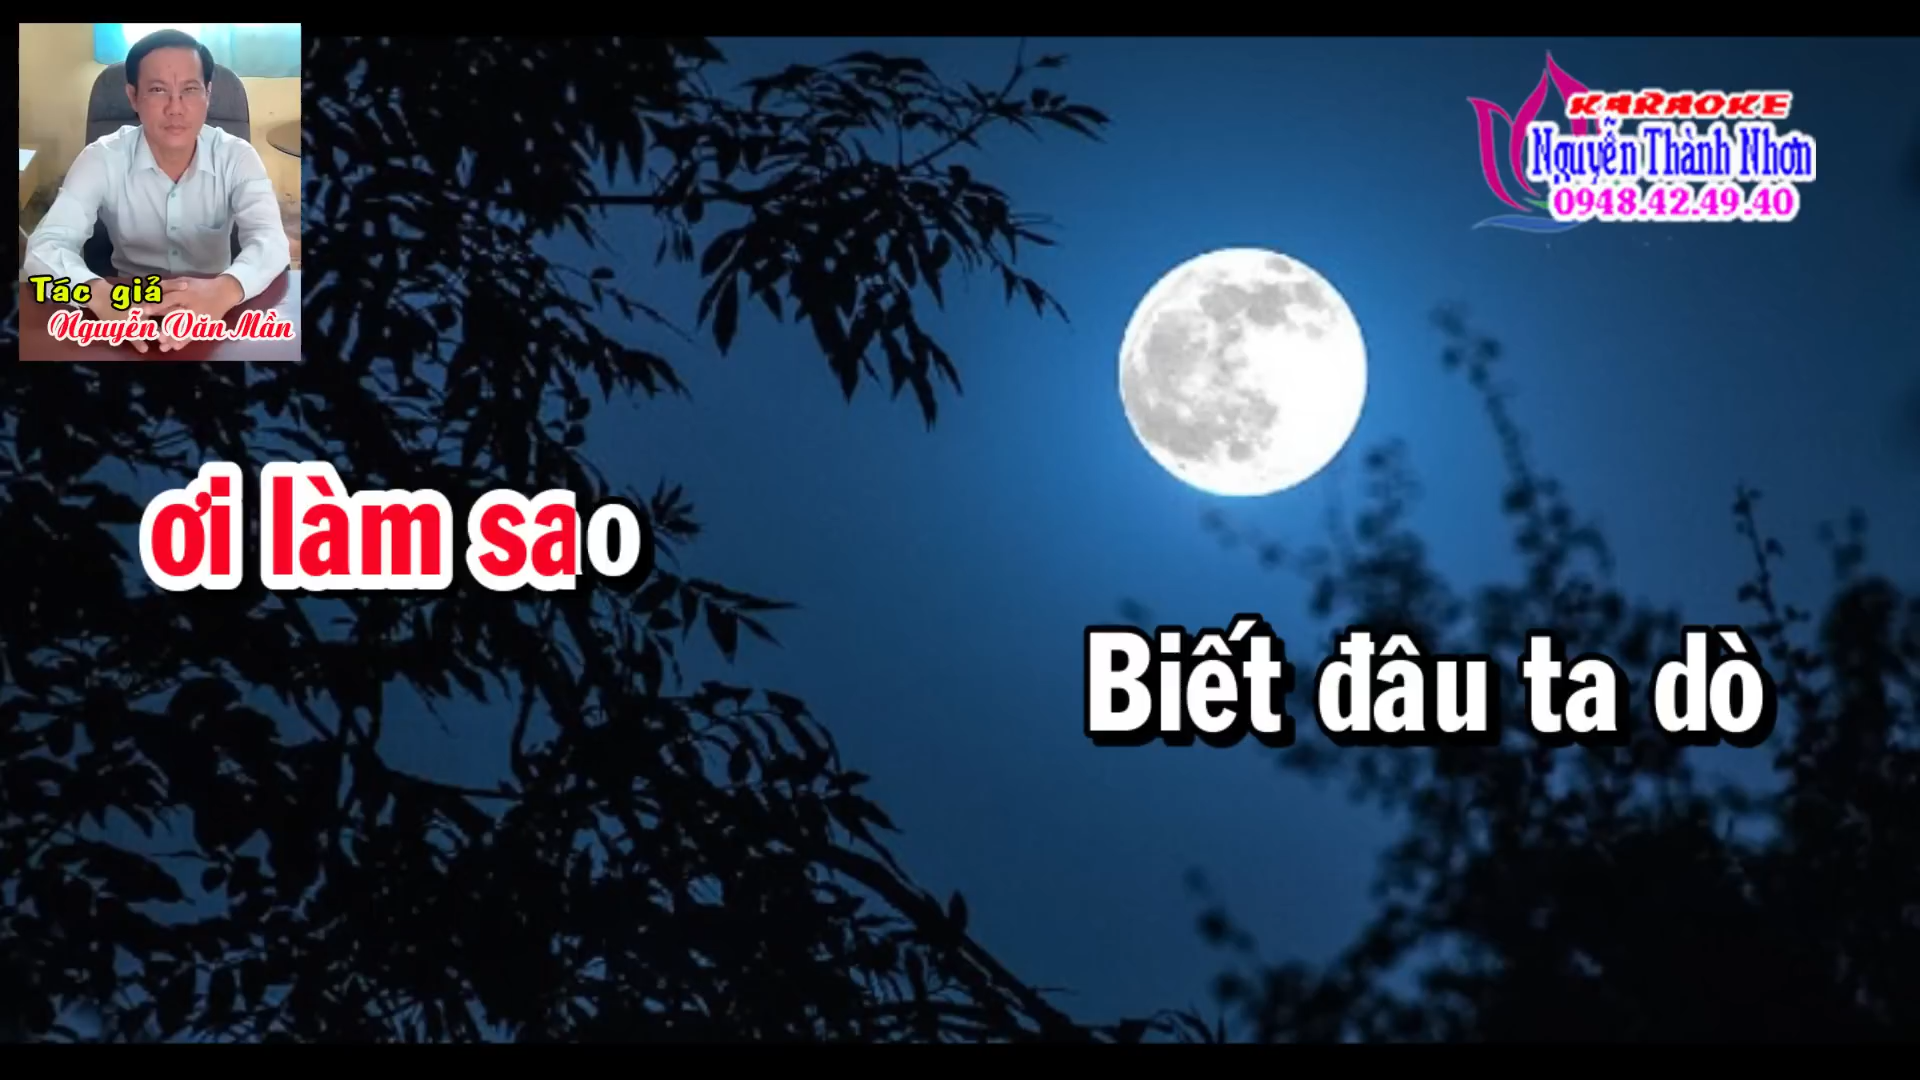 KARAOKE
Nguyễn Thành Nhơn
0948.42.49.40
Tác giả
Nguyễn Văn Mần
ơi làm sao
Biết đâu ta dò